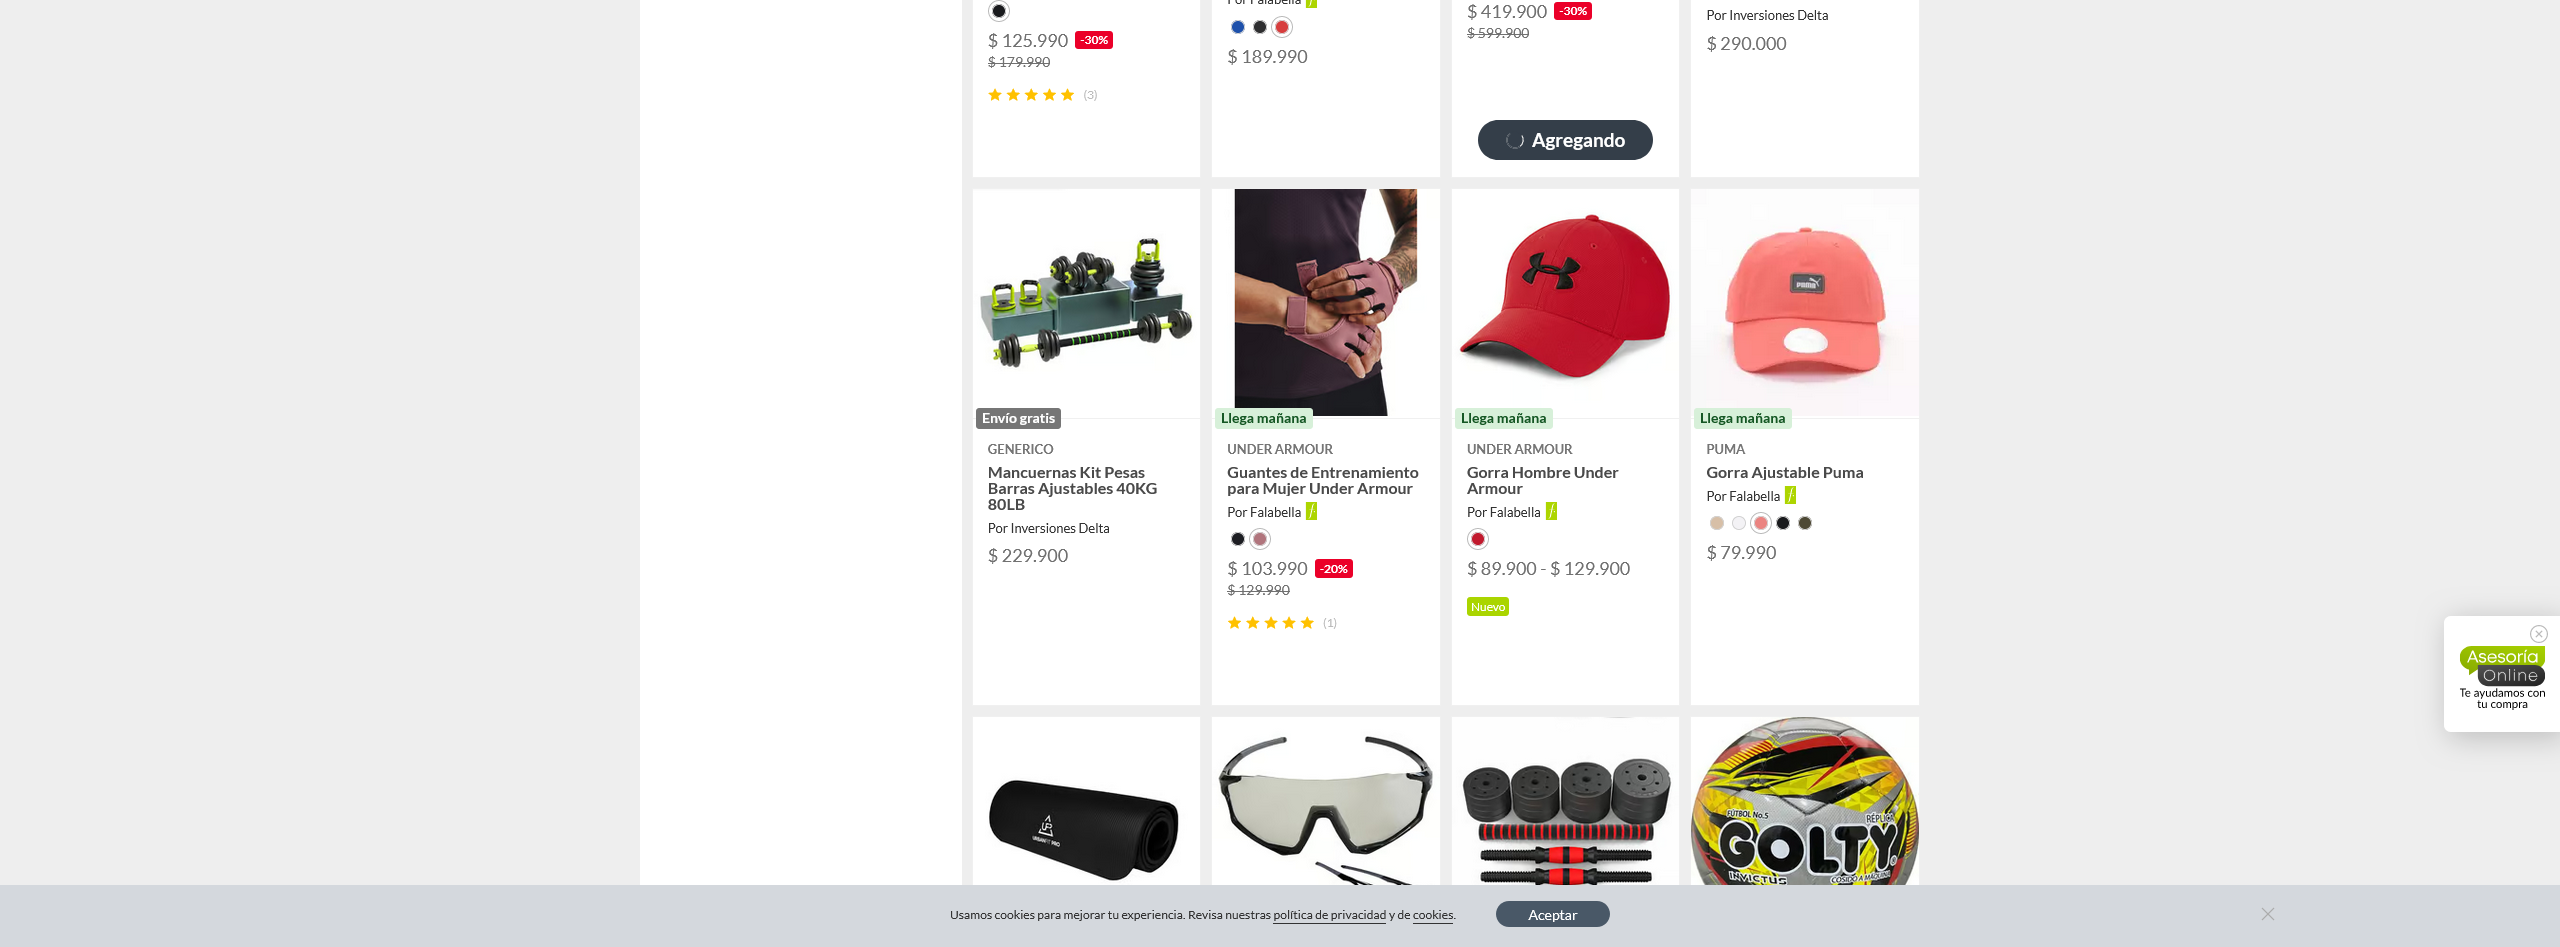 $ 125.990 -30%
$ 179.990
(3)
Por Falabella
$ 189.990
$ 419.900 -30%
$ 599.900
Agregando
Por Inversiones Delta
$ 290.000
Envío gratis
GENERICO
Mancuernas Kit Pesas
Barras Ajustables 40KG
80LB
Por Inversiones Delta
$ 229.900
Llega mañana
UNDER ARMOUR
Guantes de Entrenamiento
para Mujer Under Armour
Por Falabella
$ 103.990 -20%
$ 129.990
(1)
Llega mañana
UNDER ARMOUR
Gorra Hombre Under
Armour
Por Falabella
$ 89.900 - $ 129.900
Nuevo
PUMA
Llega mañana
PUMA
Gorra Ajustable Puma
Por Falabella
$ 79.990
Asesoría
Online
Te ayudamos con
tu compra
UP
URBANFIT PRO
FÚTBOL No.5
RÉPLICA
GOLTY
INVICTUS
COSIDO A MÁQUINA
Usamos cookies para mejorar tu experiencia. Revisa nuestras política de privacidad y de cookies.
Aceptar